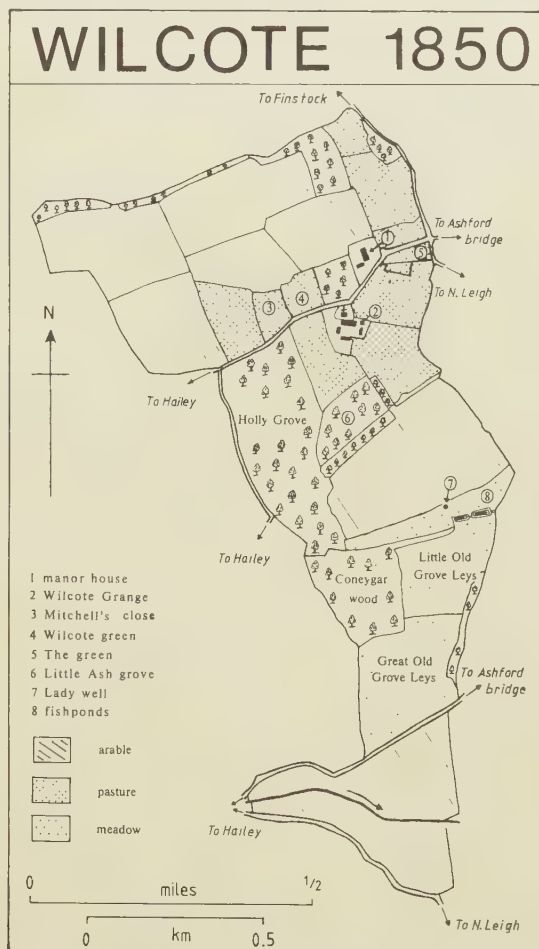 WILCOTE 1850
To Finstock
To Ashford
bridge
1
5
To N. Leigh
N
3
4
2
To Hailey
Holly Grove
6
7
8
To Hailey
Little Old
Grove Leys
Coneygar
wood
Great Old
Grove Leys
To Ashford
bridge
1 manor house
2 Wilcote Grange
3 Mitchell's close
4 Wilcote green
5 The green
6 Little Ash grove
7 Lady well
8 fishponds
arable
pasture
meadow
To Hailey
0 1/2
miles
0 0.5
km
To N. Leigh